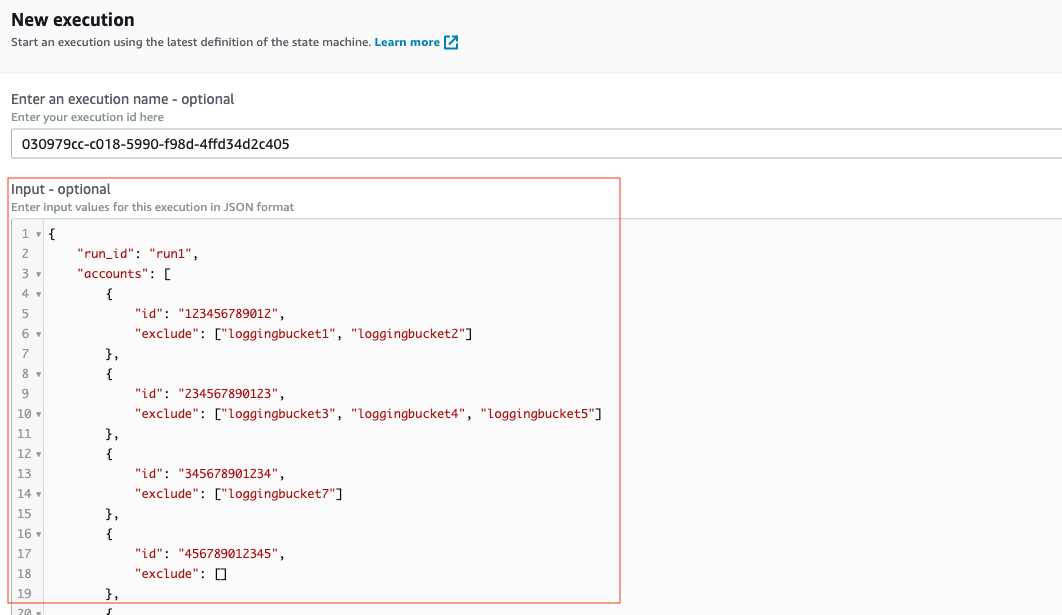 New execution
Start an execution using the latest definition of the state machine. Learn more
Enter an execution name - optional
Enter your execution id here
030979cc-c018-5990-f98d-4ffd34d2c405
Input - optional
Enter input values for this execution in JSON format
1 {
2 "run_id": "run1",
3 "accounts": [
4 {
5 "id": "123456789012",
6 "exclude": ["loggingbucket1", "loggingbucket2"]
7 },
8 {
9 "id": "234567890123",
10 "exclude": ["loggingbucket3", "loggingbucket4", "loggingbucket5"]
11 },
12 {
13 "id": "345678901234",
14 "exclude": ["loggingbucket7"]
15 },
16 {
17 "id": "456789012345",
18 "exclude": []
19 },
20 {